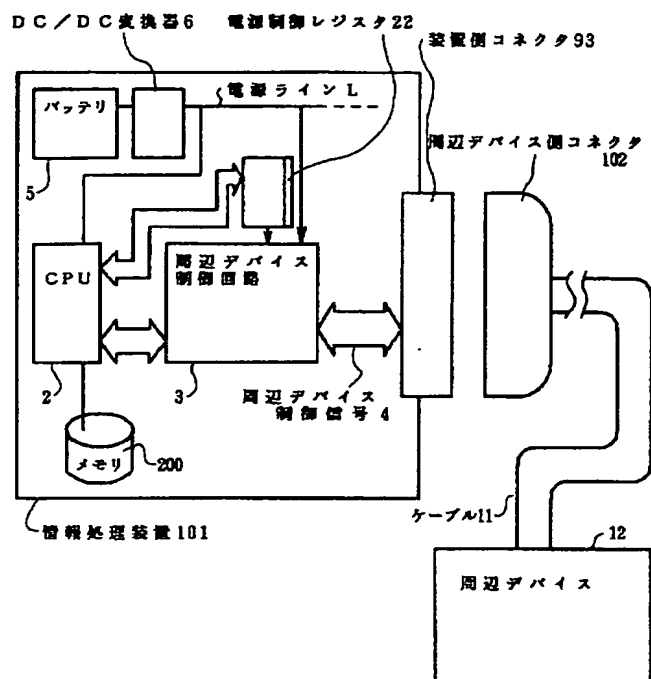 DC／DC変換器6
電源制御レジスタ22
装置側コネクタ93
電源ラインL
バッテリ
周辺デバイス側コネクタ
102
5
周辺デバイス
制御回路
CPU
2
3
周辺デバイス
制御信号4
メモリ
200
情報処理装置101
ケーブル11
12
周辺デバイス